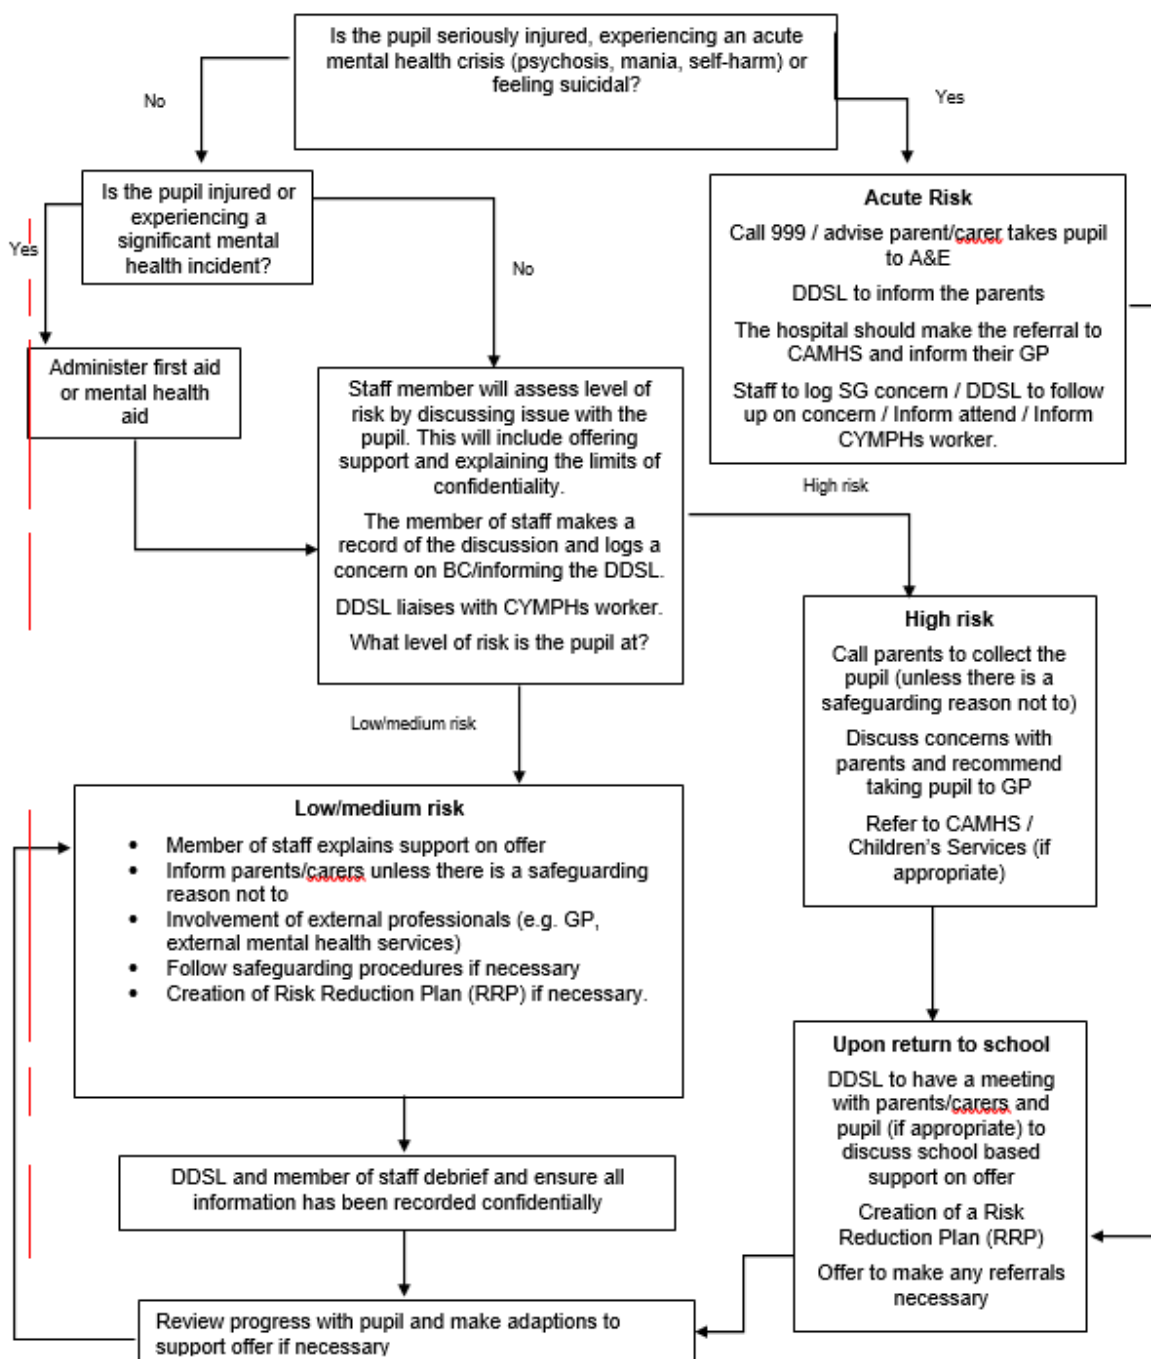 Is the pupil seriously injured, experiencing an acute
mental health crisis (psychosis, mania, self-harm) or
feeling suicidal?
No
Yes
Is the pupil injured or
experiencing a
significant mental
health incident?
Yes
No
Acute Risk
Call 999 / advise parent/carer takes pupil
to A&E
DDSL to inform the parents
The hospital should make the referral to
CAMHS and inform their GP
Staff to log SG concern / DDSL to follow
up on concern / Inform attend / Inform
CYMPHs worker.
Administer first aid
or mental health
aid
Staff member will assess level of
risk by discussing issue with the
pupil. This will include offering
support and explaining the limits of
confidentiality.
The member of staff makes a
record of the discussion and logs a
concern on BC/informing the DDSL.
DDSL liaises with CYMPHs worker.
What level of risk is the pupil at?
High risk
Low/medium risk
High risk
Call parents to collect the
pupil (unless there is a
safeguarding reason not to)
Discuss concerns with
parents and recommend
taking pupil to GP
Refer to CAMHS /
Children's Services (if
appropriate)
Low/medium risk
• Member of staff explains support on offer
• Inform parents/carers unless there is a safeguarding
reason not to
• Involvement of external professionals (e.g. GP,
external mental health services)
• Follow safeguarding procedures if necessary
• Creation of Risk Reduction Plan (RRP) if necessary.
Upon return to school
DDSL to have a meeting
with parents/carers and
pupil (if appropriate) to
discuss school based
support on offer
Creation of a Risk
Reduction Plan (RRP)
Offer to make any referrals
necessary
DDSL and member of staff debrief and ensure all
information has been recorded confidentially
Review progress with pupil and make adaptions to
support offer if necessary